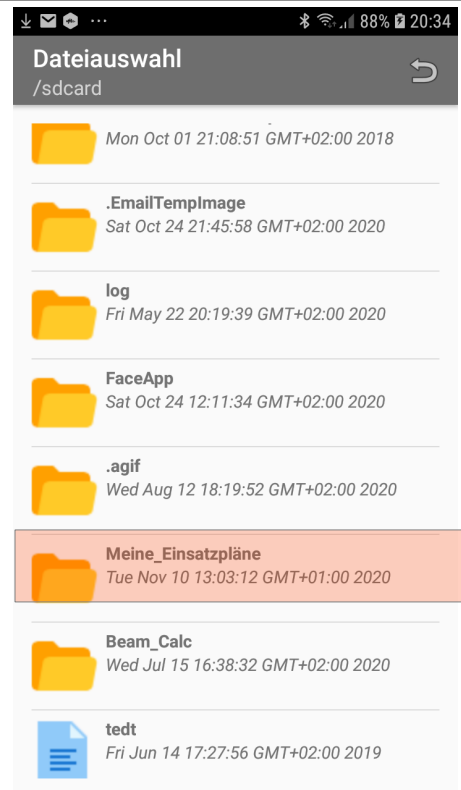 88% 20:34
Dateiauswahl
/sdcard
Mon Oct 01 21:08:51 GMT+02:00 2018
.EmailTempImage
Sat Oct 24 21:45:58 GMT+02:00 2020
log
Fri May 22 20:19:39 GMT+02:00 2020
FaceApp
Sat Oct 24 12:11:34 GMT+02:00 2020
.agif
Wed Aug 12 18:19:52 GMT+02:00 2020
Meine_Einsatzpläne
Tue Nov 10 13:03:12 GMT+01:00 2020
Beam_Calc
Wed Jul 15 16:38:32 GMT+02:00 2020
tedt
Fri Jun 14 17:27:56 GMT+02:00 2019